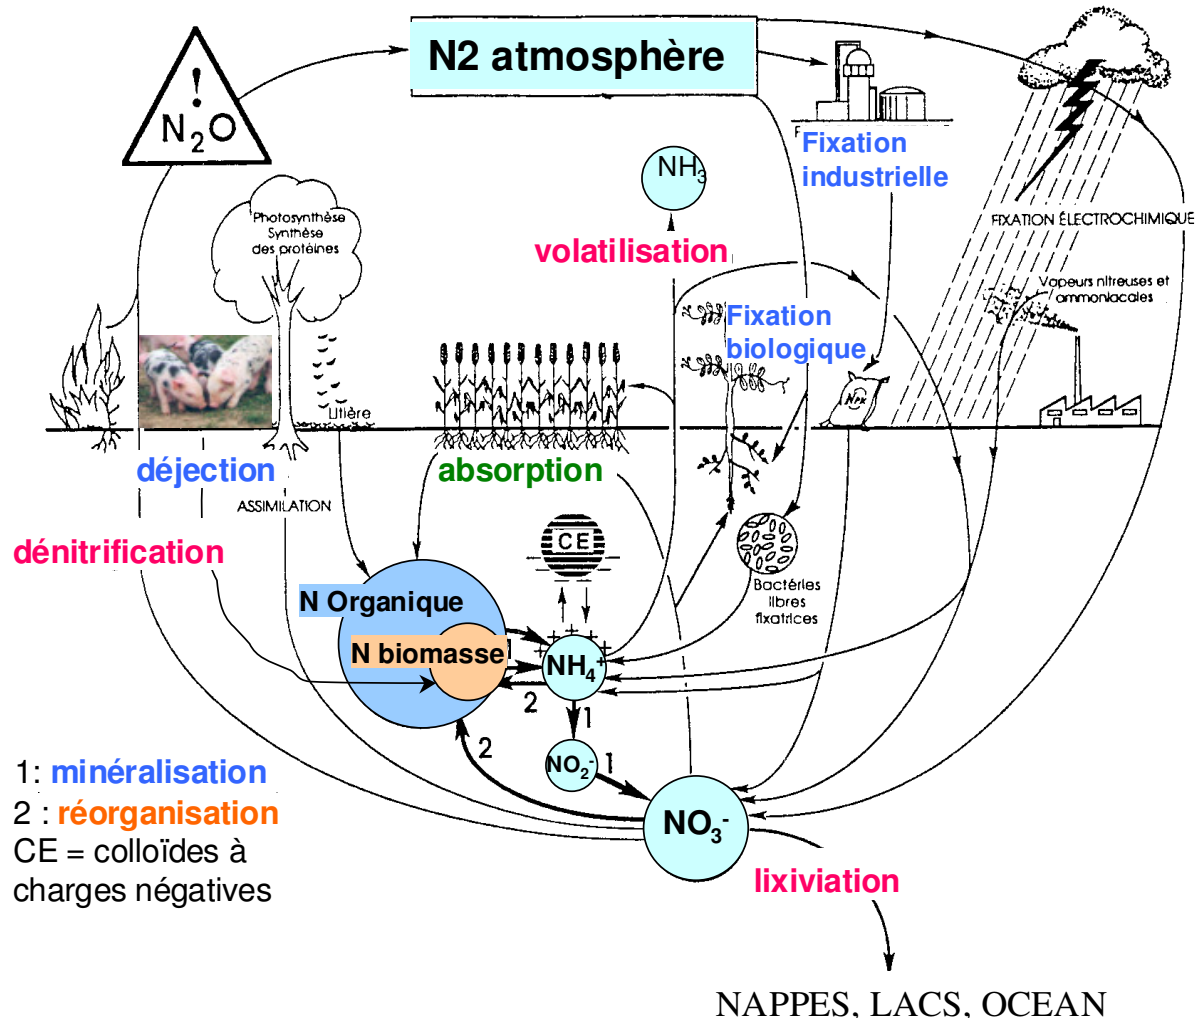 N2 atmosphère
!
N₂O
Fixation
industrielle
NH₃
Photosynthèse
Synthèse
des protéines
FIXATION ÉLECTROCHIMIQUE
volatilisation
Vapeurs nitreuses et
ammoniacales
Fixation
biologique
NPK
Litière
déjection
absorption
ASSIMILATION
dénitrification
CE
Bactéries
libres
fixatrices
N Organique
N biomasse
1
NH₄⁺
2
1
2
NO₂⁻
1
1: minéralisation
2 : réorganisation
CE = colloïdes à
charges négatives
NO₃⁻
lixiviation
NAPPES, LACS, OCEAN